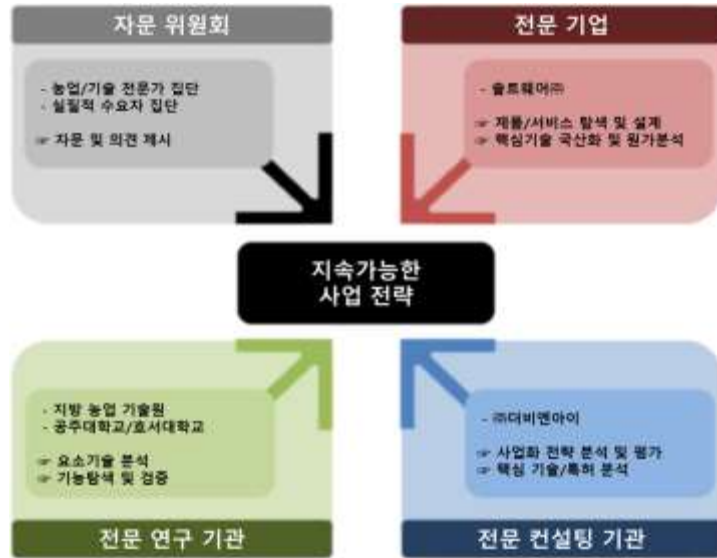 자문 위원회
- 농업/기술 전문가 집단
- 실질적 수요자 집단
☞ 자문 및 의견 제시
전문 기업
- 솔트웨어㈜
☞ 제품/서비스 탐색 및 설계
☞ 핵심기술 국산화 및 원가분석
지속가능한
사업 전략
- 지방 농업 기술원
- 공주대학교/호서대학교
☞ 요소기술 분석
☞ 기능탐색 및 검증
전문 연구 기관
- ㈜더비엔아이
☞ 사업화 전략 분석 및 평가
☞ 핵심 기술/특허 분석
전문 컨설팅 기관